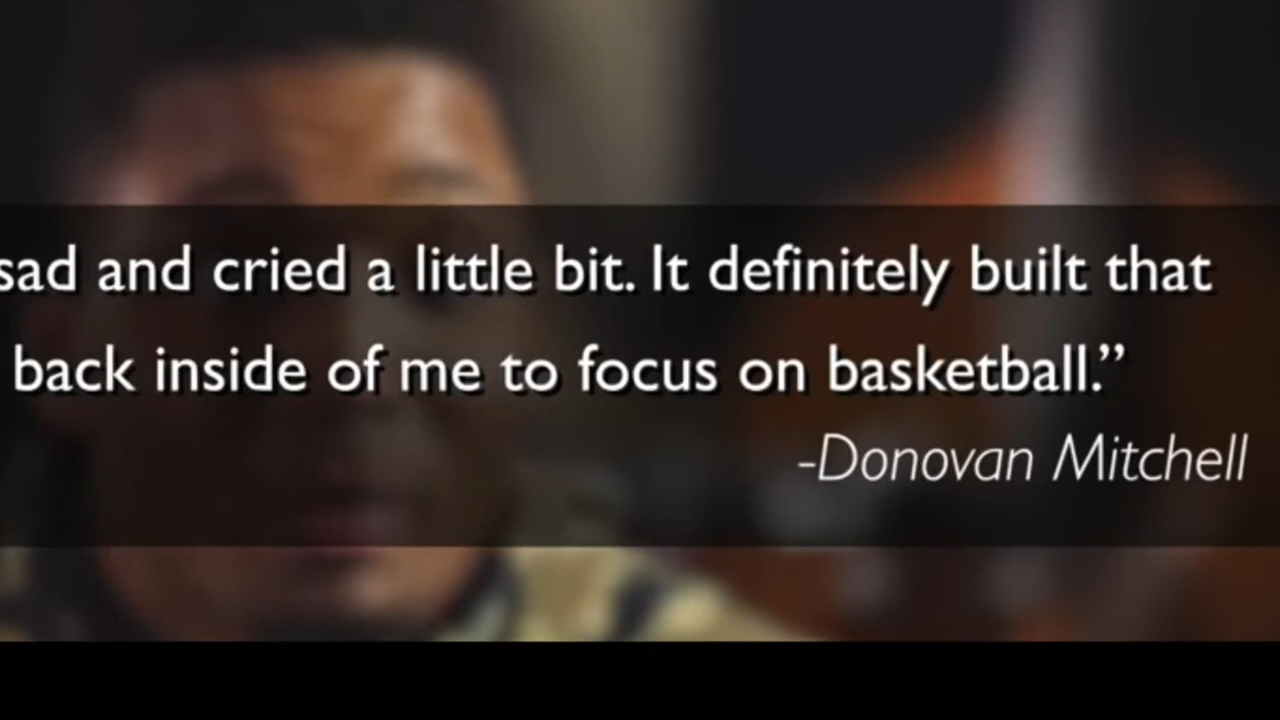 sad and cried a little bit. It definitely built that
back inside of me to focus on basketball.”
-Donovan Mitchell